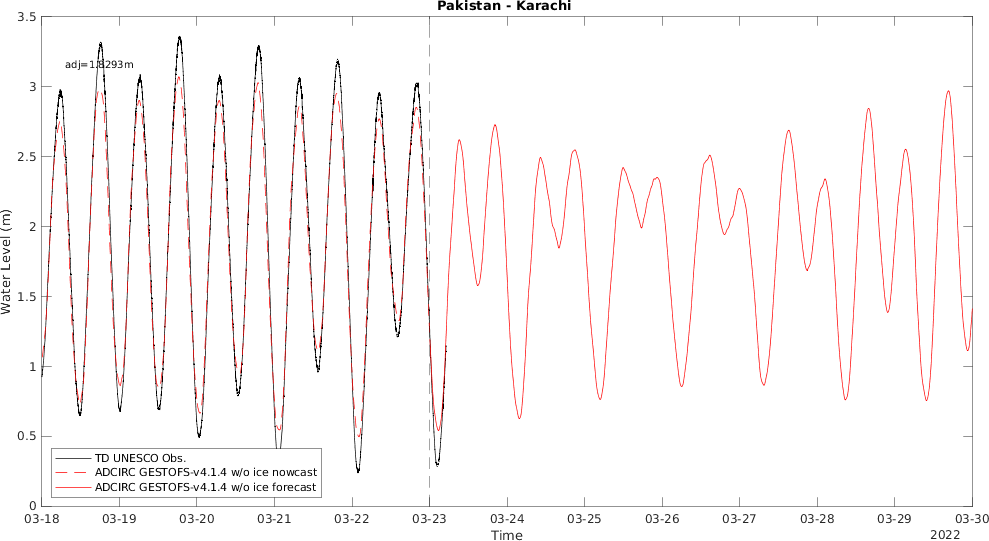 Pakistan - Karachi
3.5
adj=1.8293m
3
2.5
2
1.5
1
0.5
0
Water Level (m)
TD UNESCO Obs.
ADCIRC GESTOFS-v4.1.4 w/o ice nowcast
ADCIRC GESTOFS-v4.1.4 w/o ice forecast
03-18 03-19 03-20 03-21 03-22 03-23 03-24 03-25 03-26 03-27 03-28 03-29 03-30
Time
2022